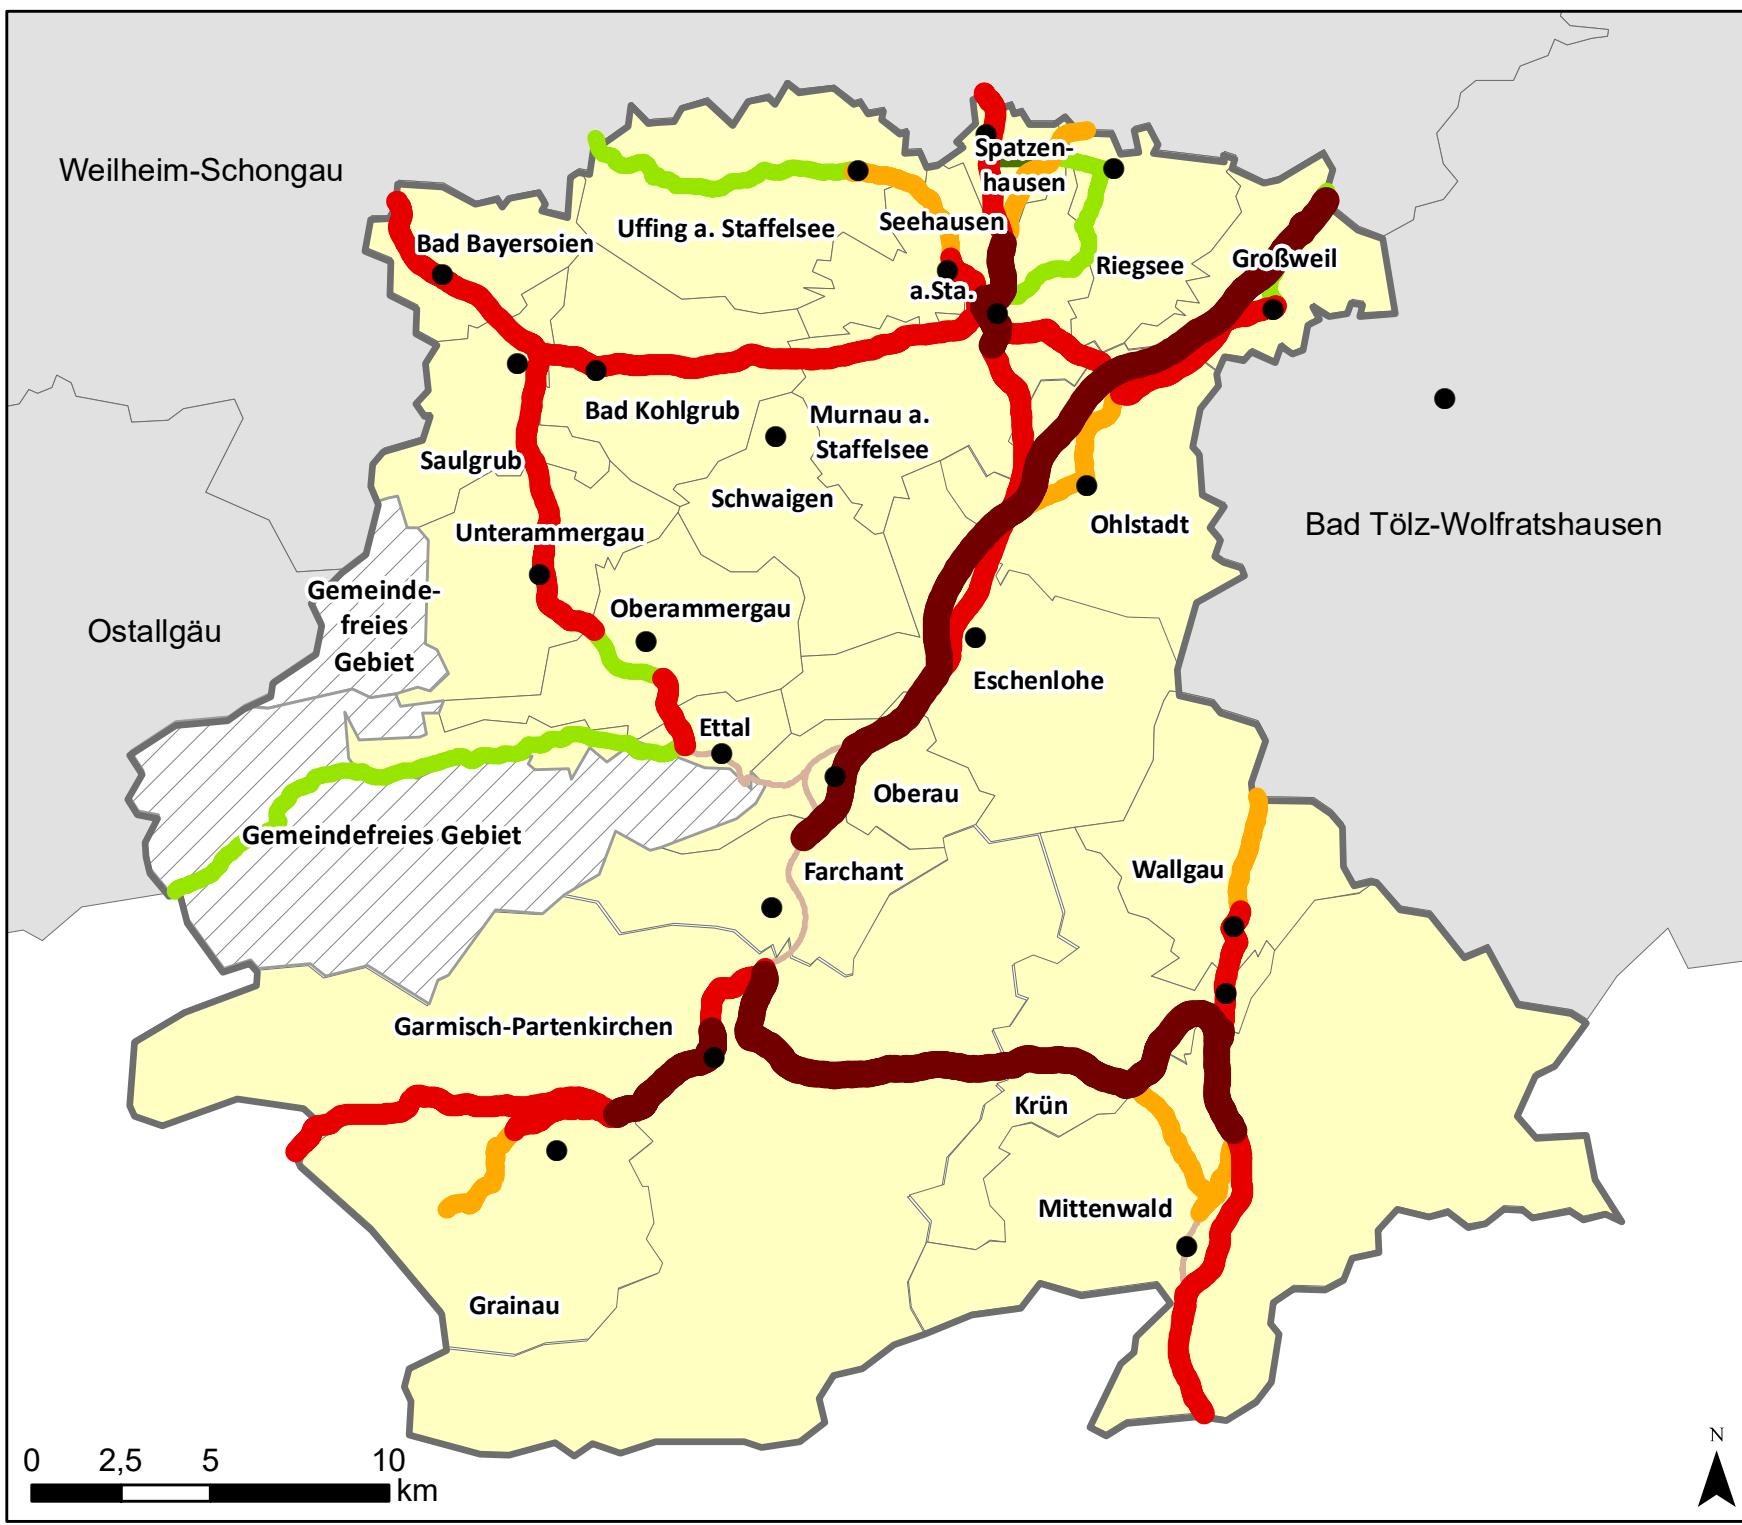 Weilheim-Schongau
Spatzen-
hausen
Uffing a. Staffelsee
Seehausen
a.Sta.
Bad Bayersoien
Riegsee
Großweil
Bad Kohlgrub
Murnau a.
Staffelsee
Saulgrub
Schwaigen
Unterammergau
Ohlstadt
Bad Tölz-Wolfratshausen
Gemeinde-
freies
Gebiet
Oberammergau
Ostallgäu
Eschenlohe
Ettal
Oberau
Gemeindefreies Gebiet
Farchant
Wallgau
Garmisch-Partenkirchen
Krün
Mittenwald
Grainau
0 2,5 5 10
km
N